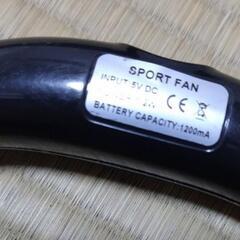 SPORT FAN
INPUT:5V DC
CE
BATTERY CAPACITY:1200mA